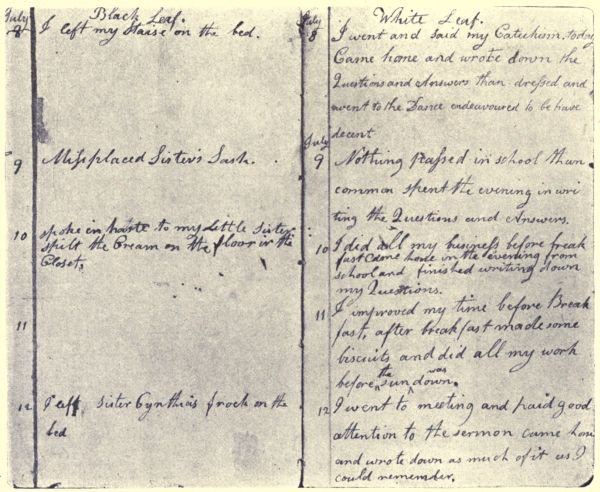 Black Leaf.
July
8 I left my staise on the bed.
9 Missplaced Sister's Sash.
10 spoke in haste to my Little Sister
spilt the Cream on the floor in the
Closet.
11
12 I left Sister Cynthia's frock on the
bed
White Leaf.
July
8 I went and said my Catechism today
Came home and wrote down the
Questions and Answers than dressed and
went to the Dance endeavoured to behave
decent
July
9 Nothing passed in school than
common spent the evening in wri
ting the Questions and Answers.
10 I did all my business before break
fast Came home in the evening from
school and finished writing down
my Questions.
11 I improved my time before Break
fast, after breakfast made some
biscuits and did all my work
before the sun was down.
12 I went to meeting and paid good
attention to the sermon came home
and wrote down as much of it as I
could remember.